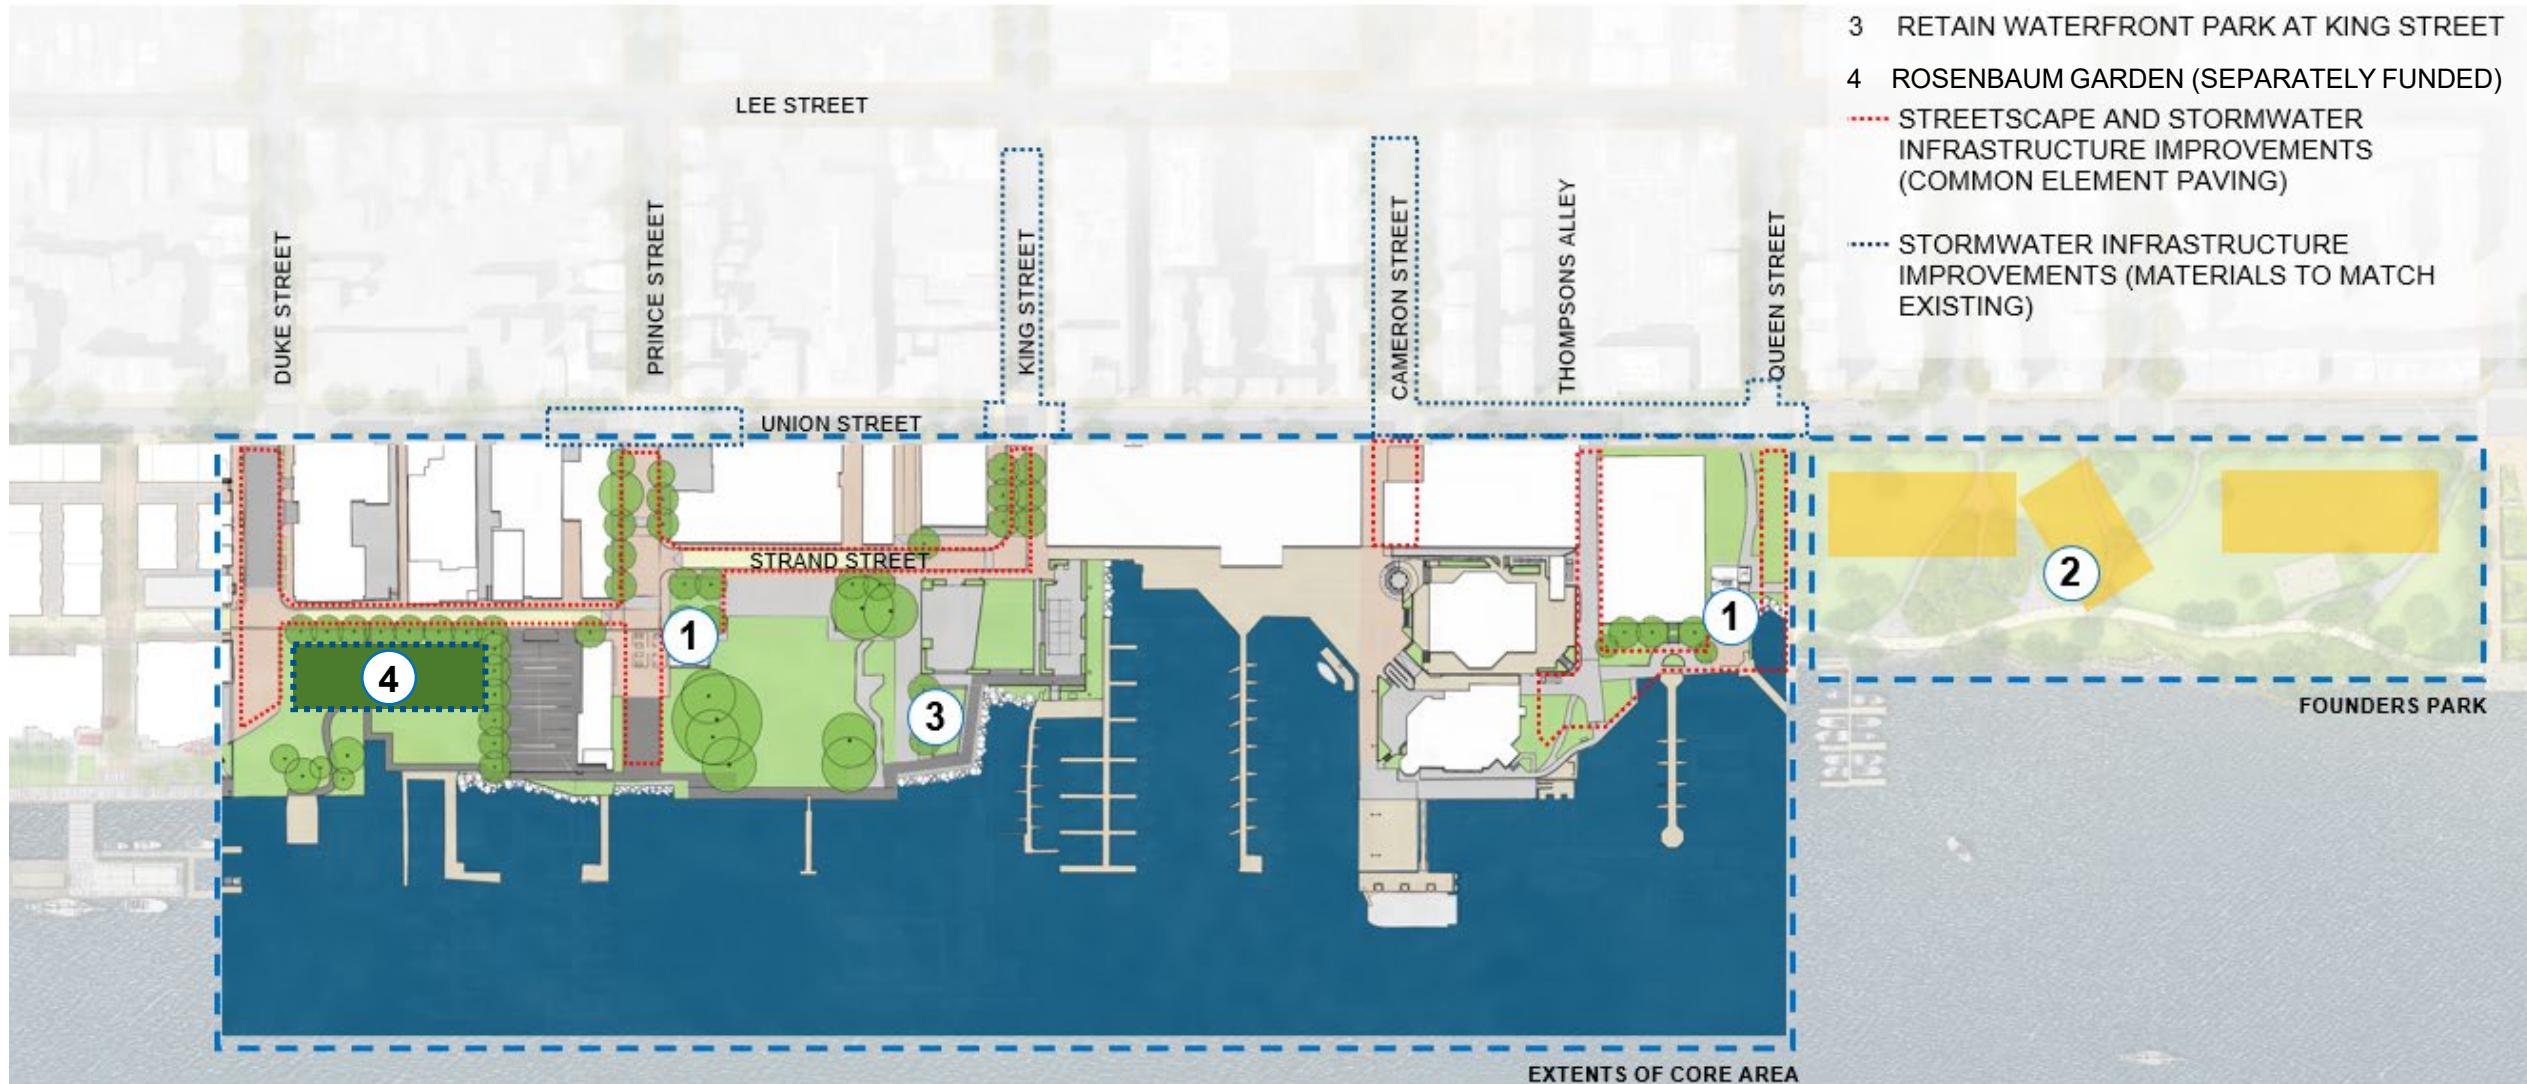 3 RETAIN WATERFRONT PARK AT KING STREET
4 ROSENBAUM GARDEN (SEPARATELY FUNDED)
STREETSCAPE AND STORMWATER
INFRASTRUCTURE IMPROVEMENTS
(COMMON ELEMENT PAVING)
STORMWATER INFRASTRUCTURE
IMPROVEMENTS (MATERIALS TO MATCH
EXISTING)
LEE STREET
DUKE STREET
PRINCE STREET
KING STREET
CAMERON STREET
THOMPSONS ALLEY
QUEEN STREET
UNION STREET
STRAND STREET
1
4
3
1
2
FOUNDERS PARK
EXTENTS OF CORE AREA